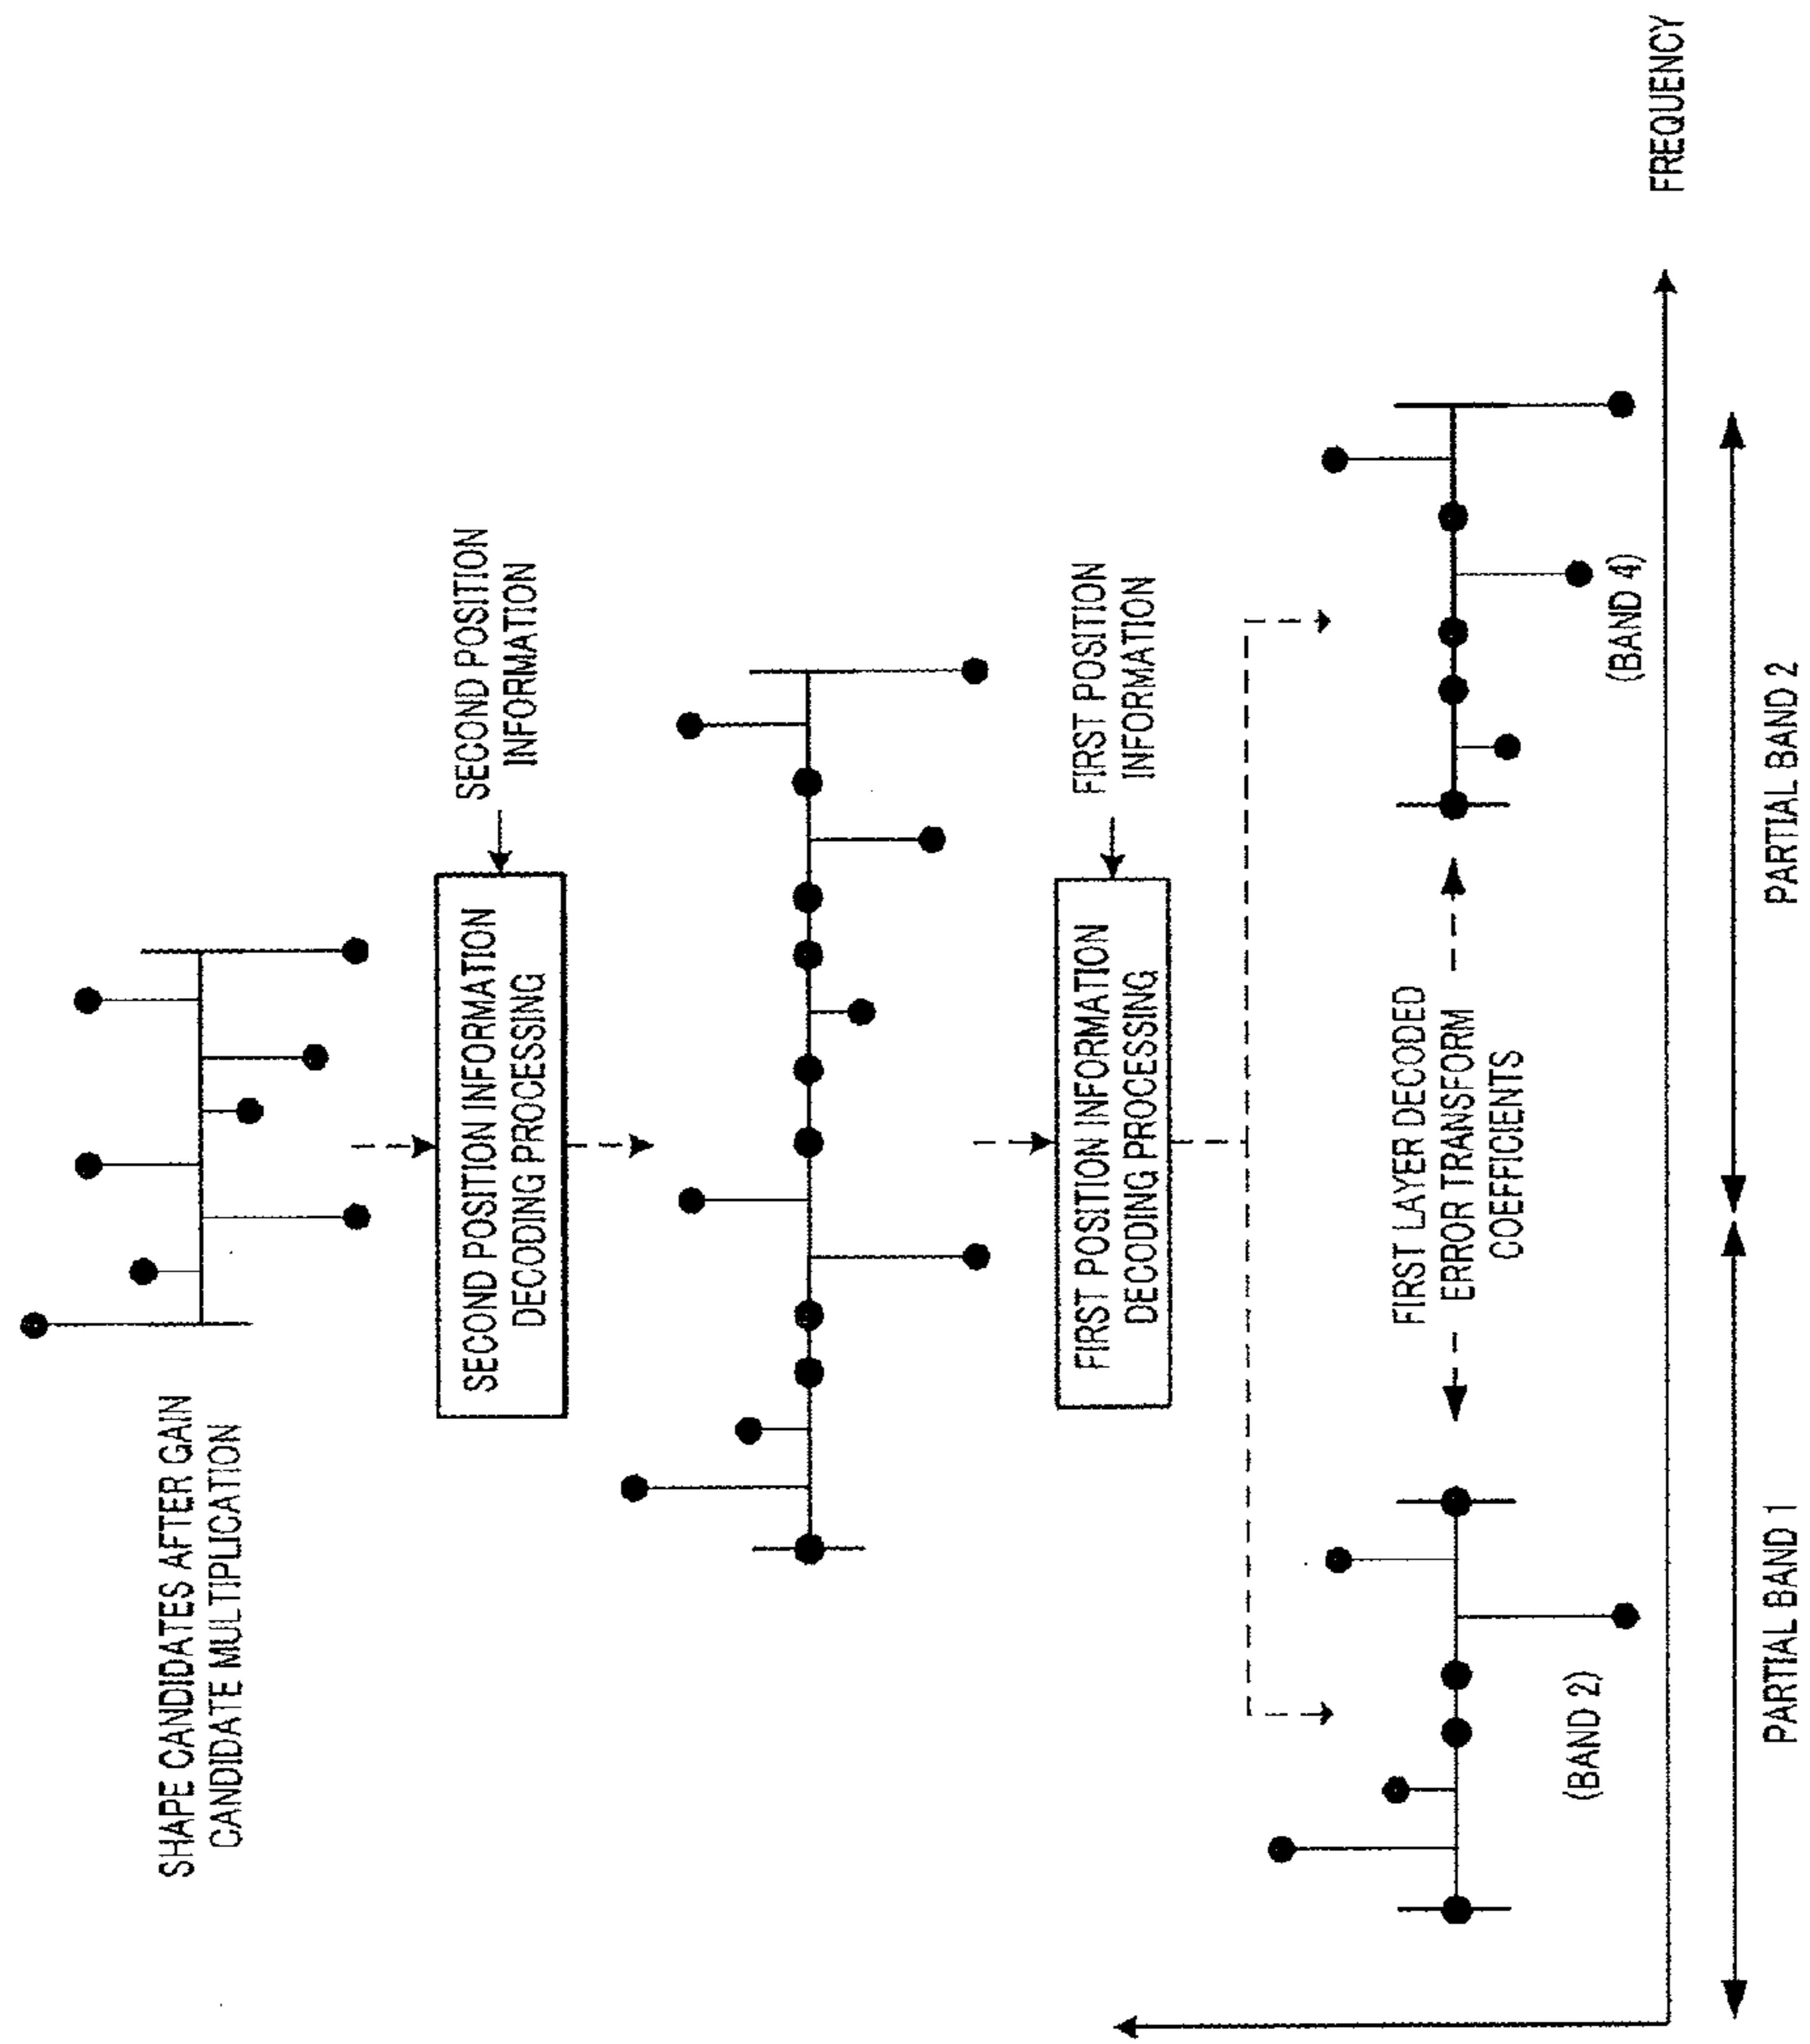 SHAPE CANDIDATES AFTER GAIN
CANDIDATE MULTIPLICATION
SECOND POSITION INFORMATION
DECODING PROCESSING
SECOND POSITION
INFORMATION
FIRST POSITION INFORMATION
DECODING PROCESSING
FIRST POSITION
INFORMATION
FIRST LAYER DECODED
ERROR TRANSFORM
COEFFICIENTS
(BAND 2)
(BAND 4)
FREQUENCY
PARTIAL BAND 1
PARTIAL BAND 2